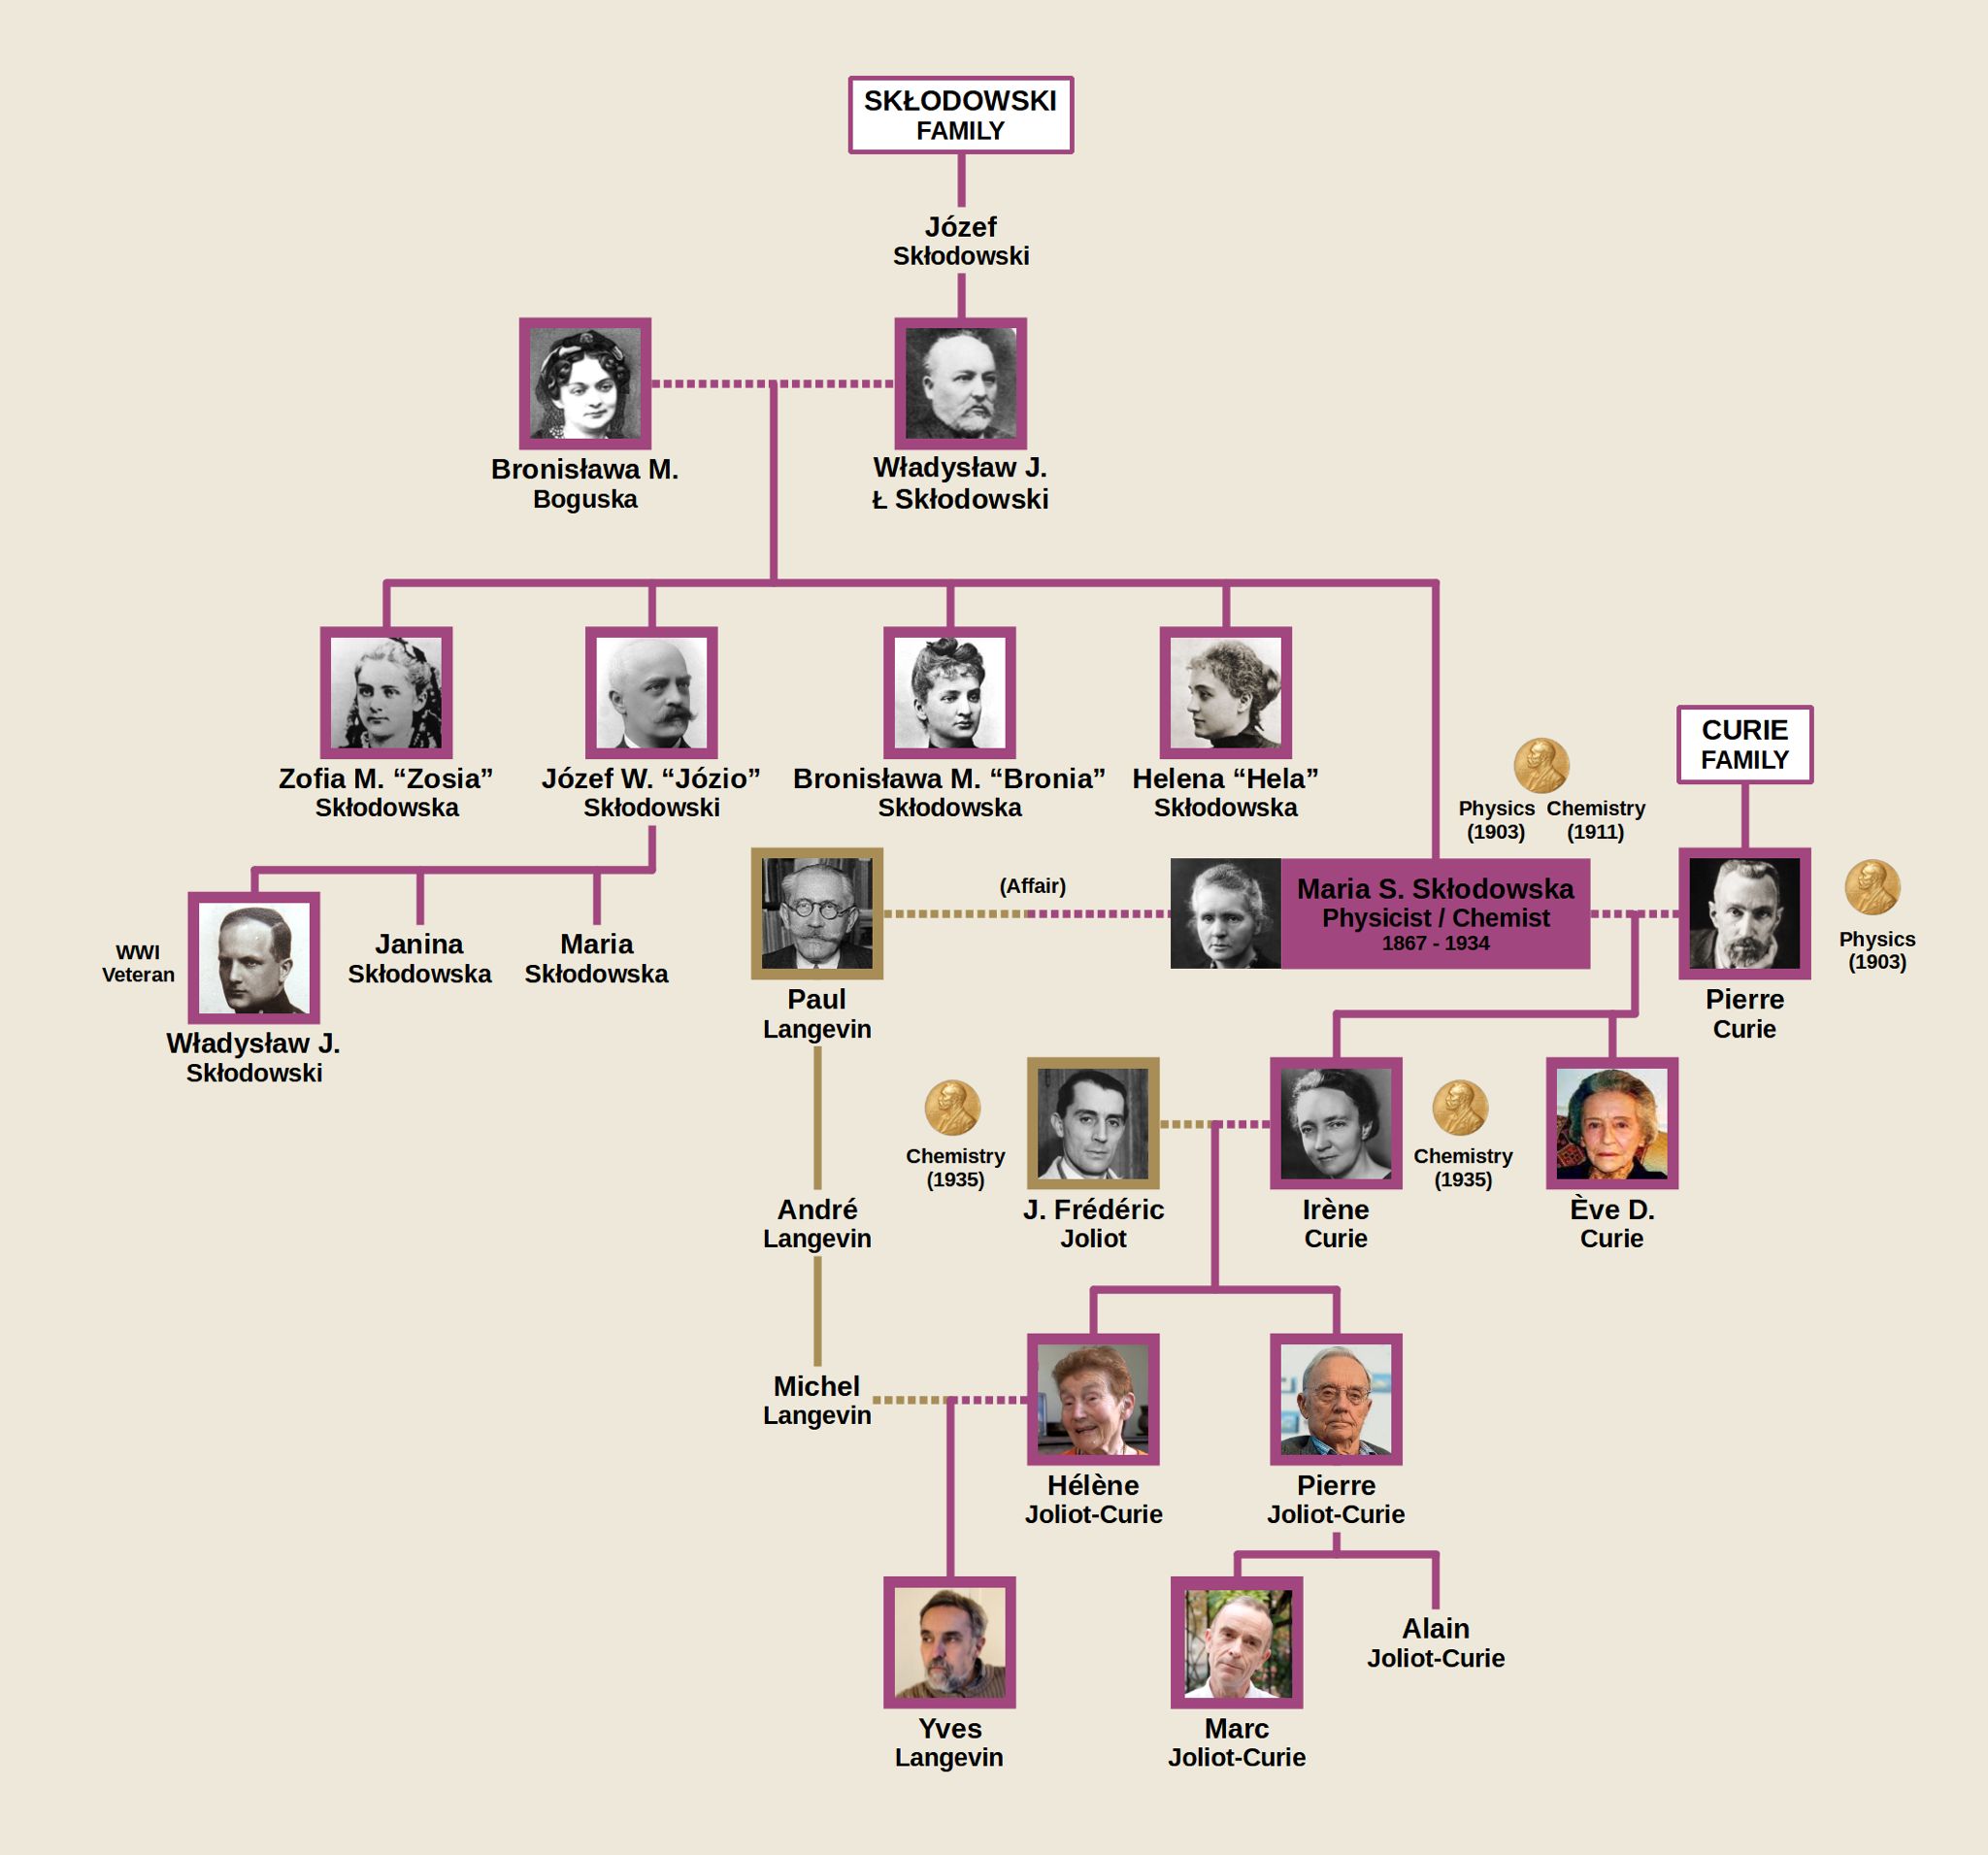 SKŁODOWSKI
FAMILY
Józef
Skłodowski
Bronisława M.
Boguska
Władysław J.
Ł Skłodowski
Zofia M. “Zosia”
Skłodowska
Józef W. “Józio”
Skłodowski
Bronisława M. “Bronia”
Skłodowska
Helena “Hela”
Skłodowska
Physics
(1903)
Chemistry
(1911)
CURIE
FAMILY
WWI
Veteran
Władysław J.
Skłodowski
Janina
Skłodowska
Maria
Skłodowska
Paul
Langevin
(Affair)
Maria S. Skłodowska
Physicist / Chemist
1867 - 1934
Pierre
Curie
Physics
(1903)
André
Langevin
Chemistry
(1935)
J. Frédéric
Joliot
Irène
Curie
Chemistry
(1935)
Ève D.
Curie
Michel
Langevin
Hélène
Joliot-Curie
Pierre
Joliot-Curie
Yves
Langevin
Marc
Joliot-Curie
Alain
Joliot-Curie